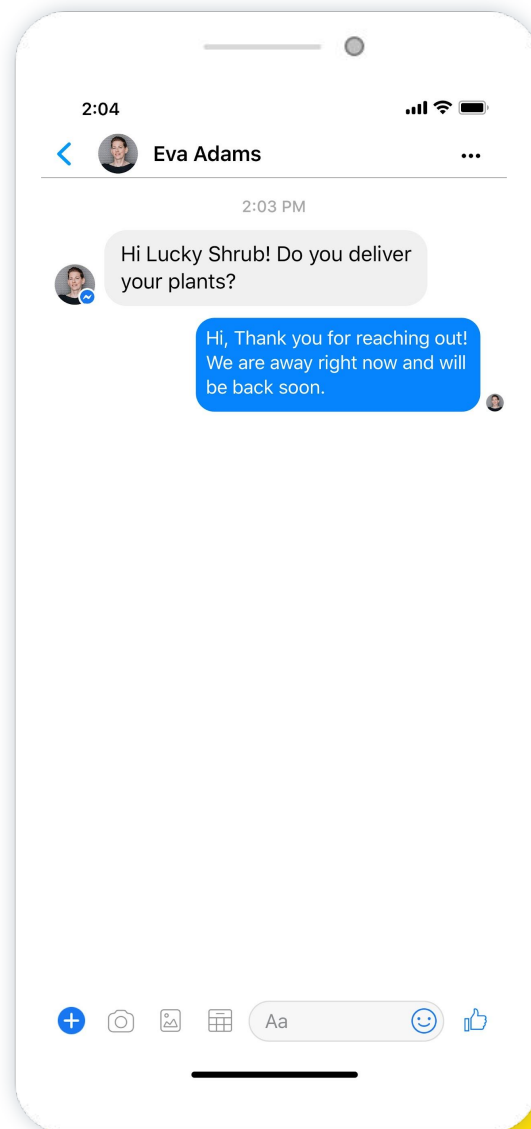 2:04
Eva Adams
2:03 PM
Hi Lucky Shrub! Do you deliver
your plants?
Hi, Thank you for reaching out!
We are away right now and will
be back soon.
Aa